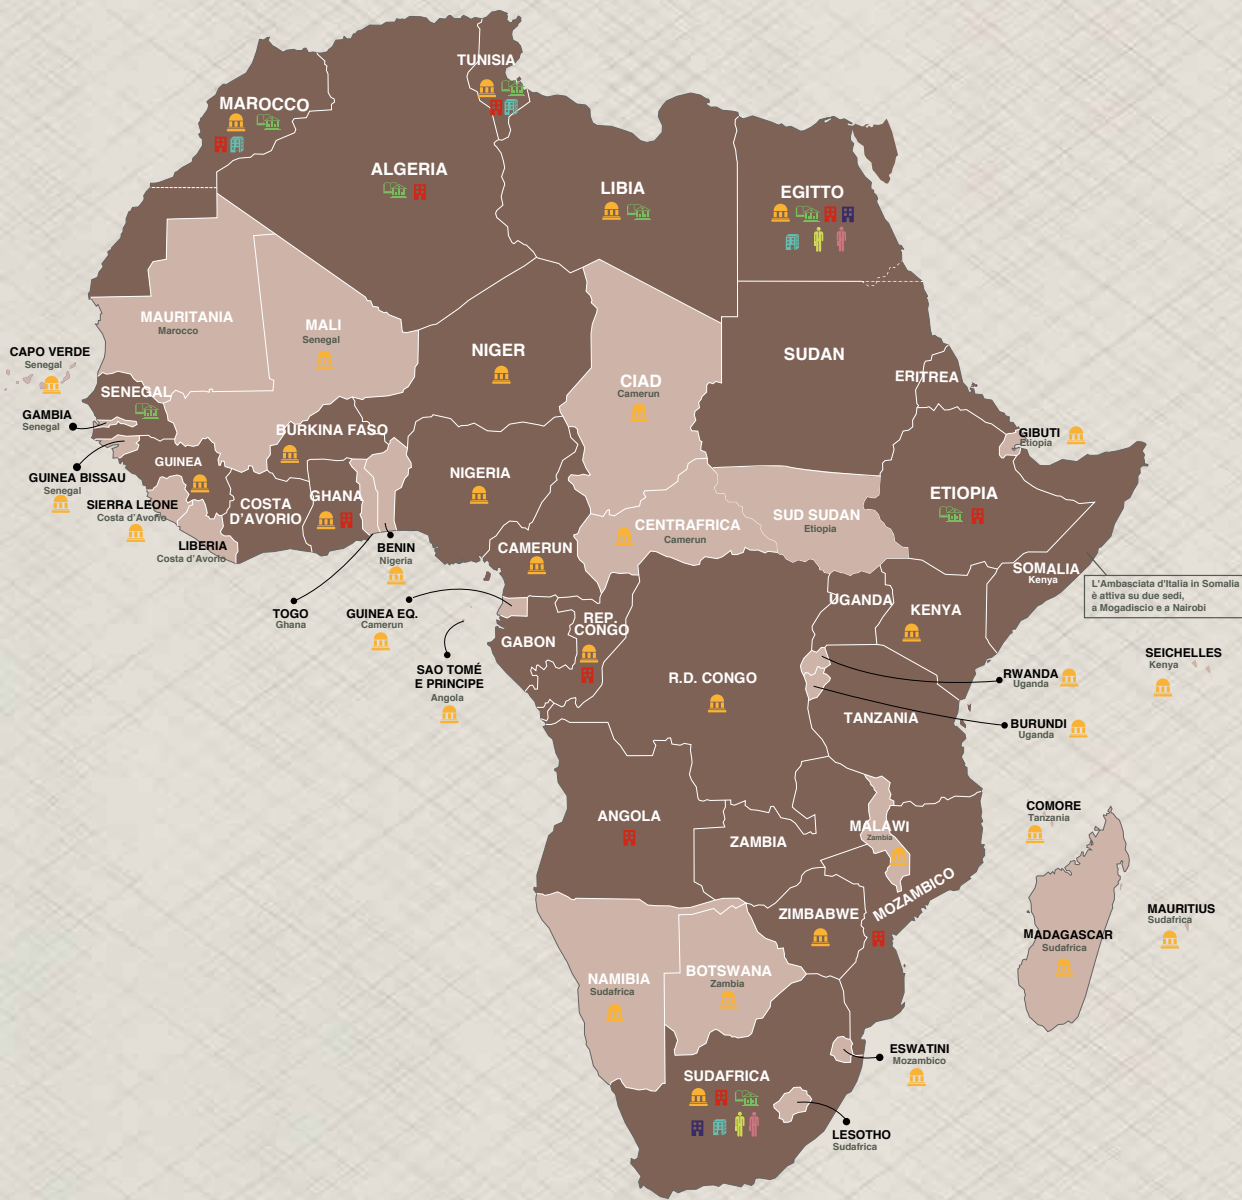 TUNISIA
MAROCCO
ALGERIA
LIBIA
EGITTO
MAURITANIA
Marocco
MALI
Senegal
NIGER
CIAD
Camerun
SUDAN
ERITREA
CAPO VERDE
Senegal
SENEGAL
GAMBIA
Senegal
GUINEA BISSAU
Senegal
GUINEA
BURKINA FASO
SIERRA LEONE
Costa d'Avorio
LIBERIA
Costa d'Avorio
COSTA
D'AVORIO
GHANA
NIGERIA
BENIN
Nigeria
TOGO
Ghana
CAMERUN
CENTRAFRICA
Camerun
SUD SUDAN
Etiopia
ETIOPIA
GIBUTI
Etiopia
SOMALIA
Kenya
L'Ambasciata d'Italia in Somalia
è attiva su due sedi,
a Mogadiscio e a Nairobi
GUINEA EQ.
Camerun
SAO TOMÉ
E PRINCIPE
Angola
GABON
REP.
CONGO
R.D. CONGO
UGANDA
KENYA
RWANDA
Uganda
BURUNDI
Uganda
SEICHELLES
Kenya
TANZANIA
ANGOLA
ZAMBIA
MALAWI
Zambia
MOZAMBICO
COMORE
Tanzania
ZIMBABWE
MADAGASCAR
Sudafrica
MAURITIUS
Sudafrica
NAMIBIA
Sudafrica
BOTSWANA
Zambia
ESWATINI
Mozambico
SUDAFRICA
LESOTHO
Sudafrica